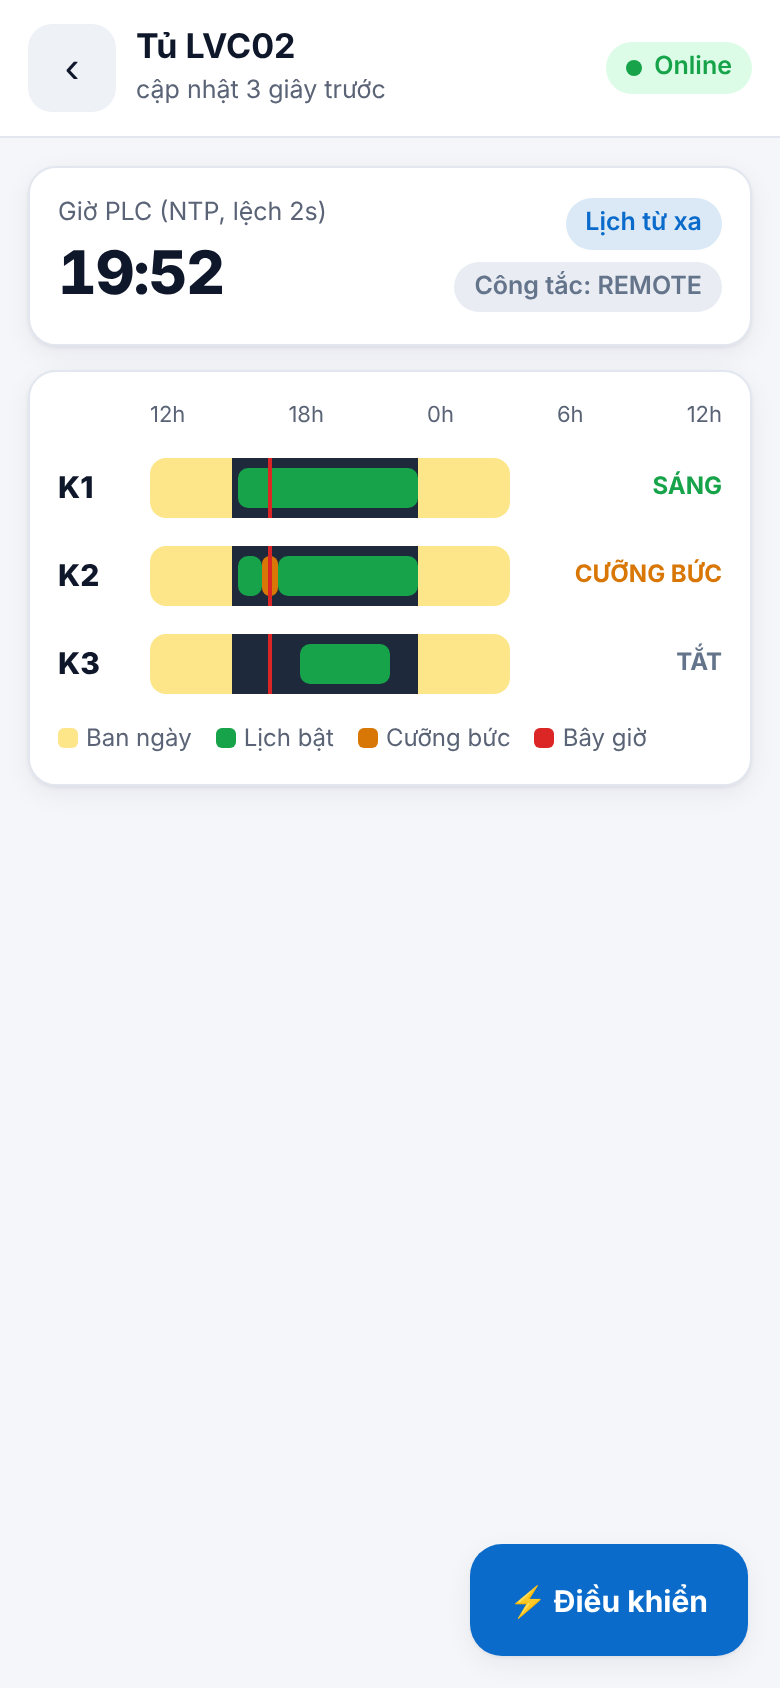 ‹
Tủ LVC02
cập nhật 3 giây trước
Online
Giờ PLC (NTP, lệch 2s)
19:52
Lịch từ xa
Công tắc: REMOTE
12h 18h 0h 6h 12h
K1 SÁNG
K2 CƯỠNG BỨC
K3 TẮT
Ban ngày Lịch bật Cưỡng bức Bây giờ
⚡ Điều khiển